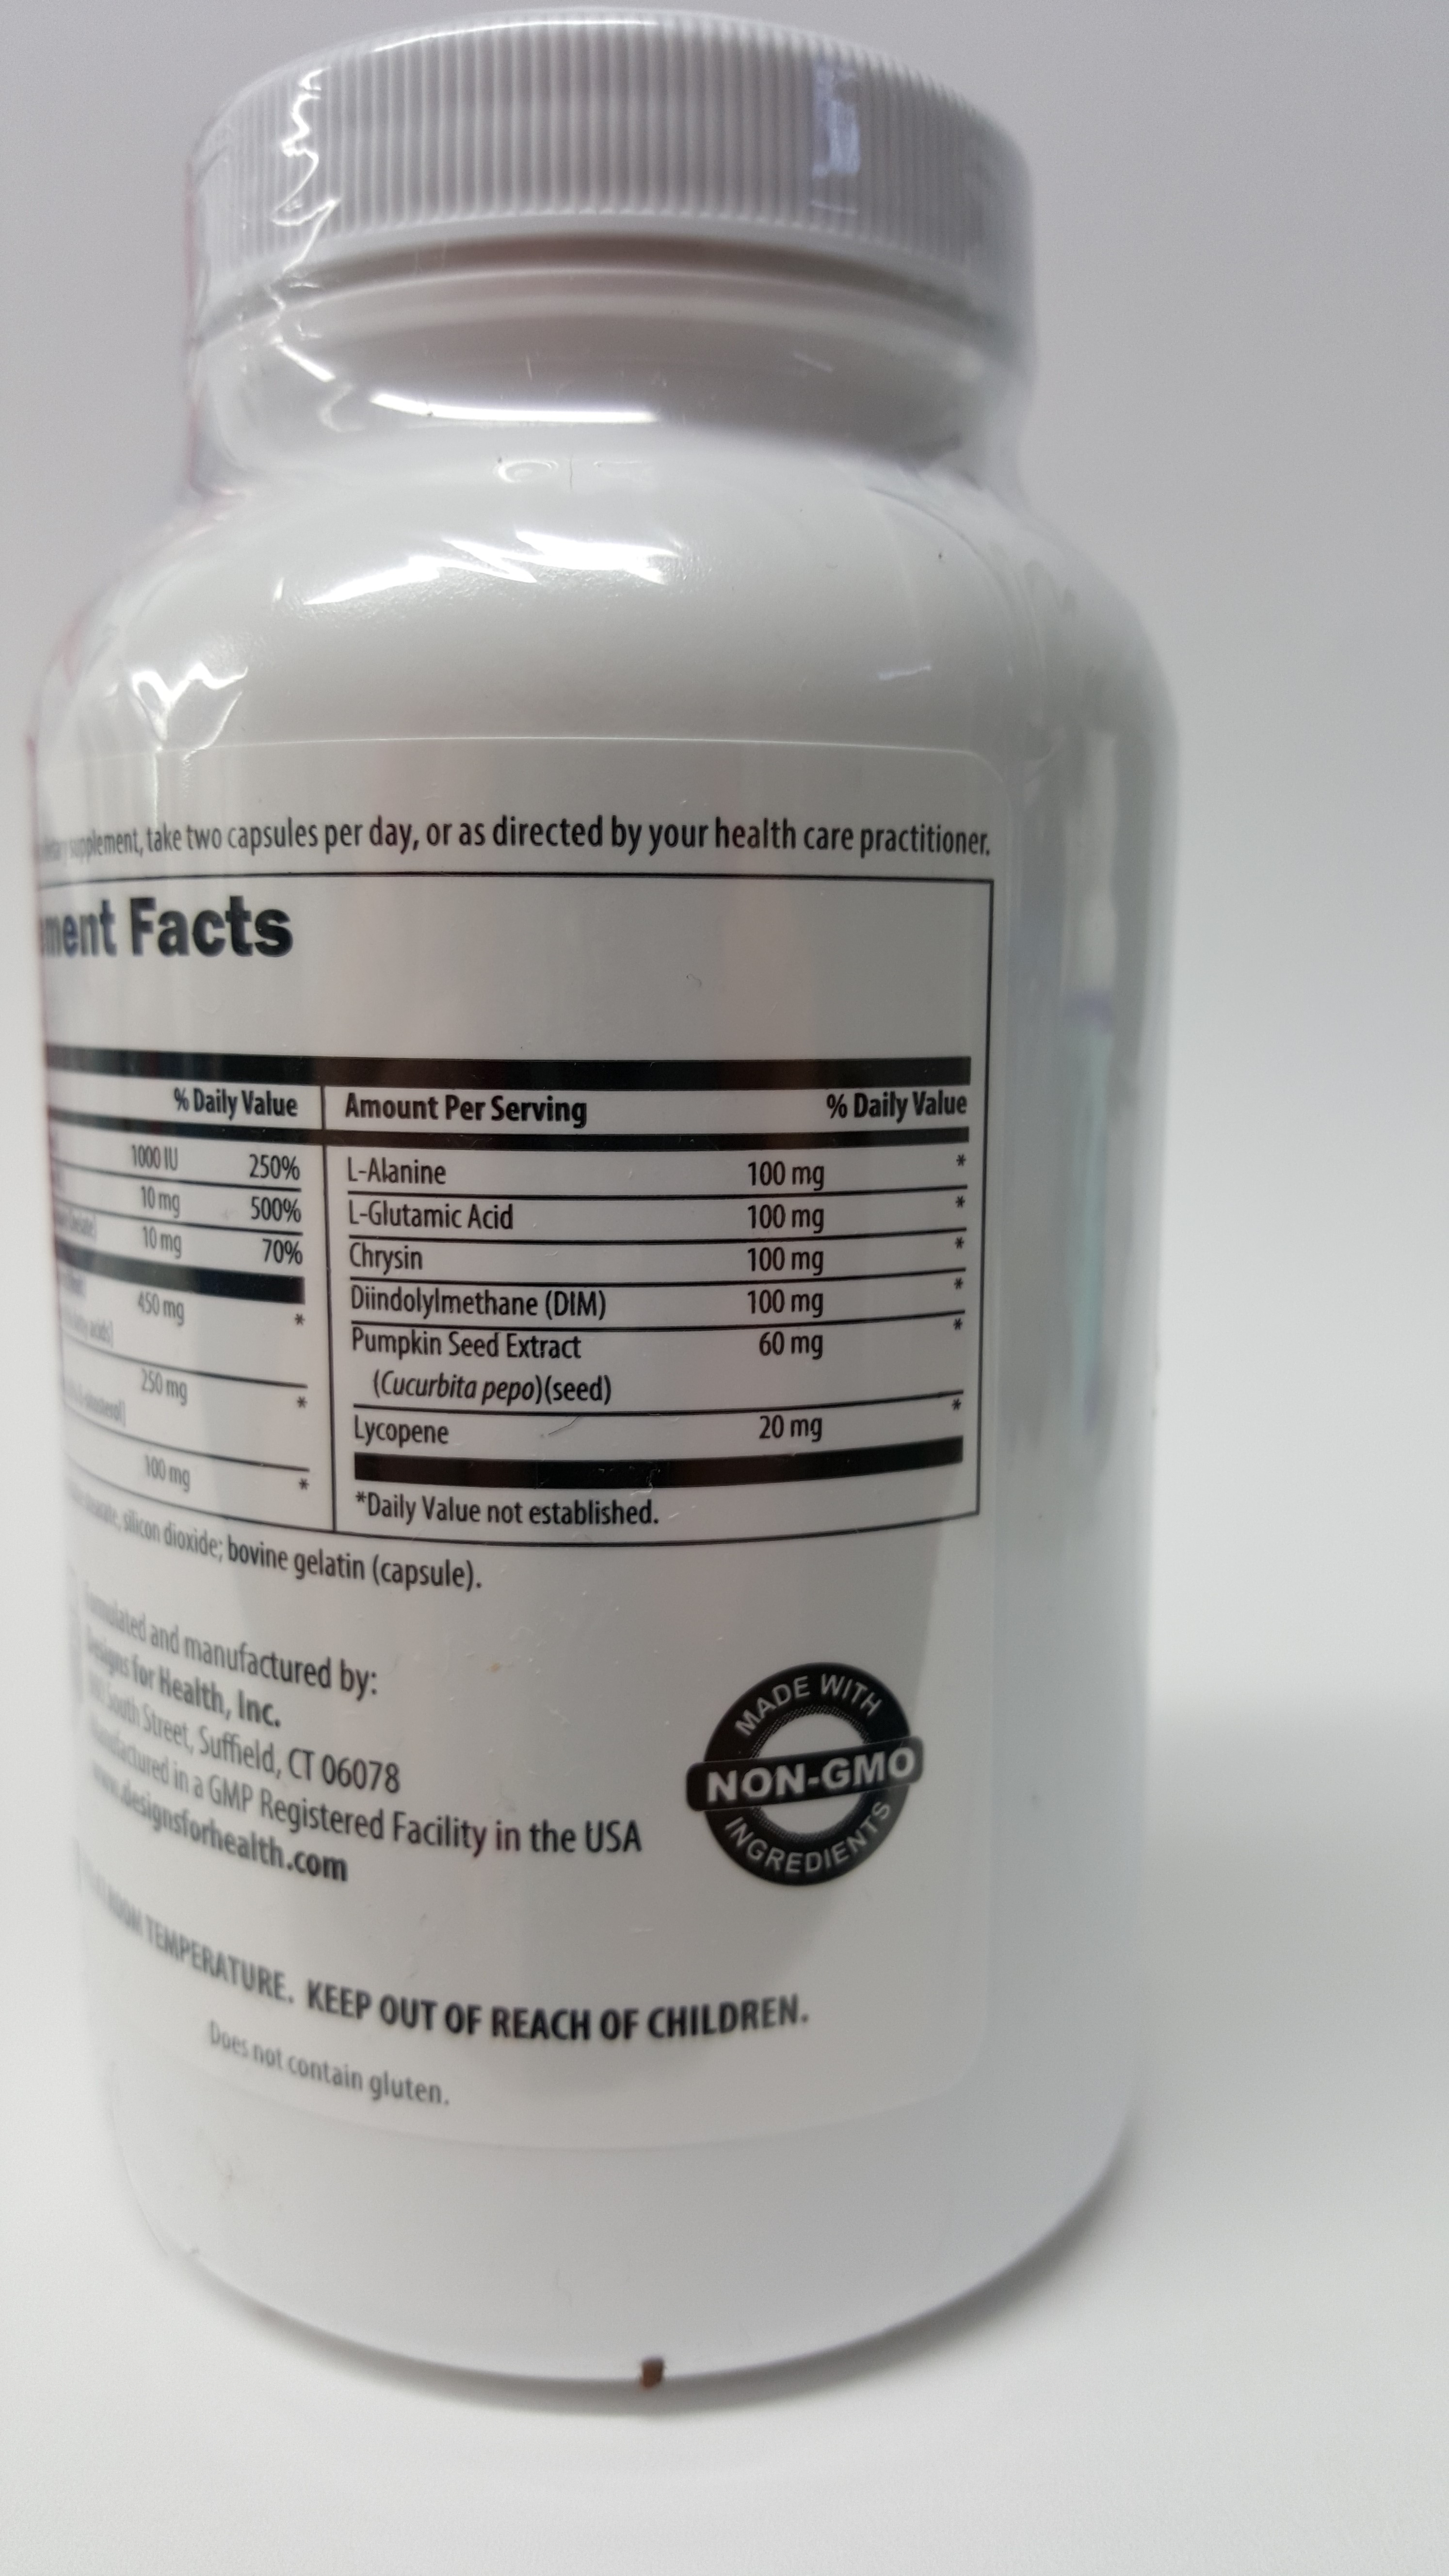 supplement, take two capsules per day, or as directed by your health care practitioner.
ment Facts
% Daily Value
1000 IU 250%
10 mg 500%
10 mg 70%
450 mg *
250 mg *
100 mg *
Amount Per Serving % Daily Value
L-Alanine 100 mg *
L-Glutamic Acid 100 mg *
Chrysin 100 mg *
Diindolylmethane (DIM) 100 mg *
Pumpkin Seed Extract 60 mg *
(Cucurbita pepo)(seed)
Lycopene 20 mg *
*Daily Value not established.
silicon dioxide; bovine gelatin (capsule).
Formulated and manufactured by:
Designs for Health, Inc.
South Street, Suffield, CT 06078
Manufactured in a GMP Registered Facility in the USA
www.designsforhealth.com
MADE WITH
NON-GMO
INGREDIENTS
ROOM TEMPERATURE. KEEP OUT OF REACH OF CHILDREN.
Does not contain gluten.